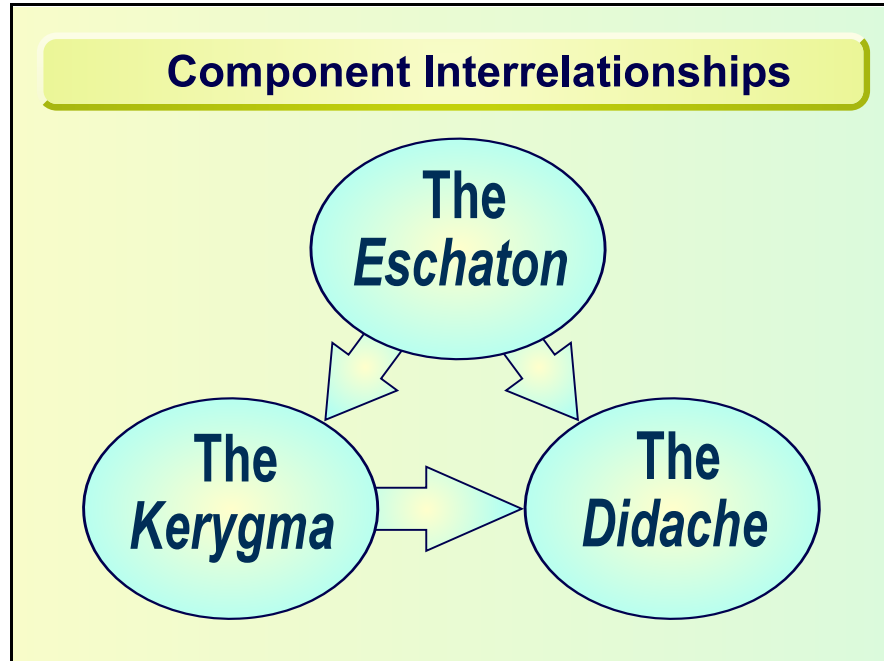 Component Interrelationships
The
Eschaton
The
Kerygma
The
Didache